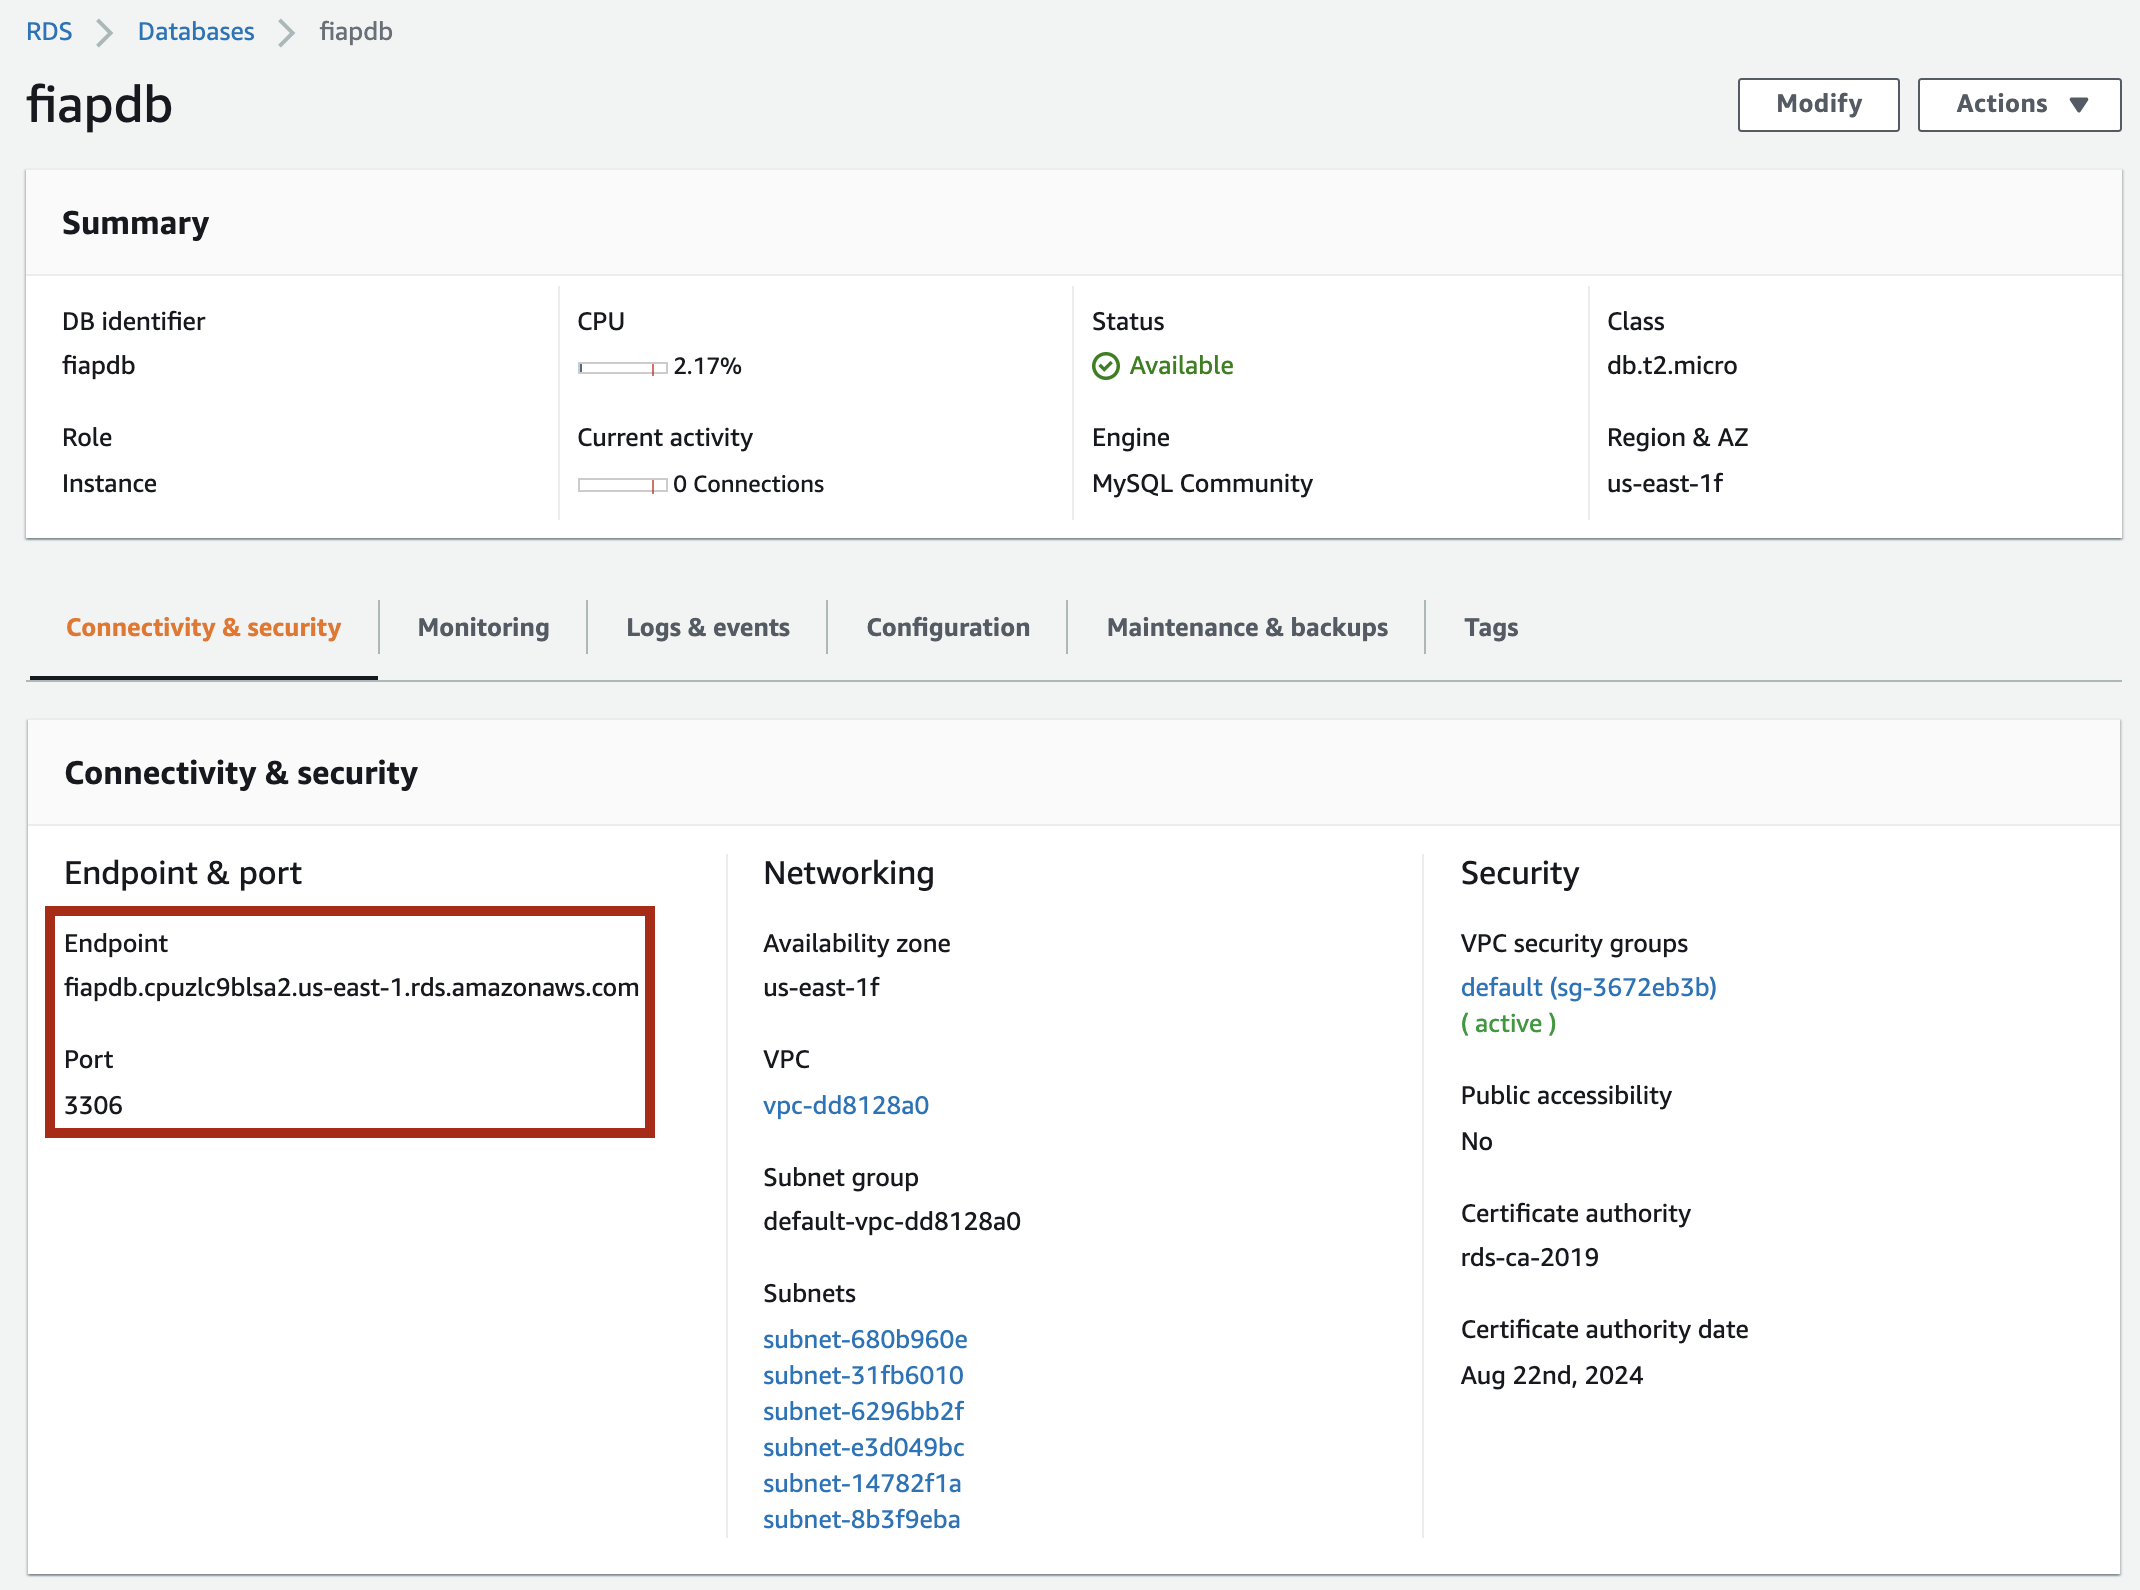 RDS > Databases > fiapdb
fiapdb
Modify
Actions
Summary
DB identifier
fiapdb
CPU
2.17%
Status
Available
Class
db.t2.micro
Role
Instance
Current activity
0 Connections
Engine
MySQL Community
Region & AZ
us-east-1f
Connectivity & security
Monitoring
Logs & events
Configuration
Maintenance & backups
Tags
Connectivity & security
Endpoint & port
Endpoint
fiapdb.cpuzlc9blsa2.us-east-1.rds.amazonaws.com
Port
3306
Networking
Availability zone
us-east-1f
VPC
vpc-dd8128a0
Subnet group
default-vpc-dd8128a0
Subnets
subnet-680b960e
subnet-31fb6010
subnet-6296bb2f
subnet-e3d049bc
subnet-14782f1a
subnet-8b3f9eba
Security
VPC security groups
default (sg-3672eb3b)
( active )
Public accessibility
No
Certificate authority
rds-ca-2019
Certificate authority date
Aug 22nd, 2024